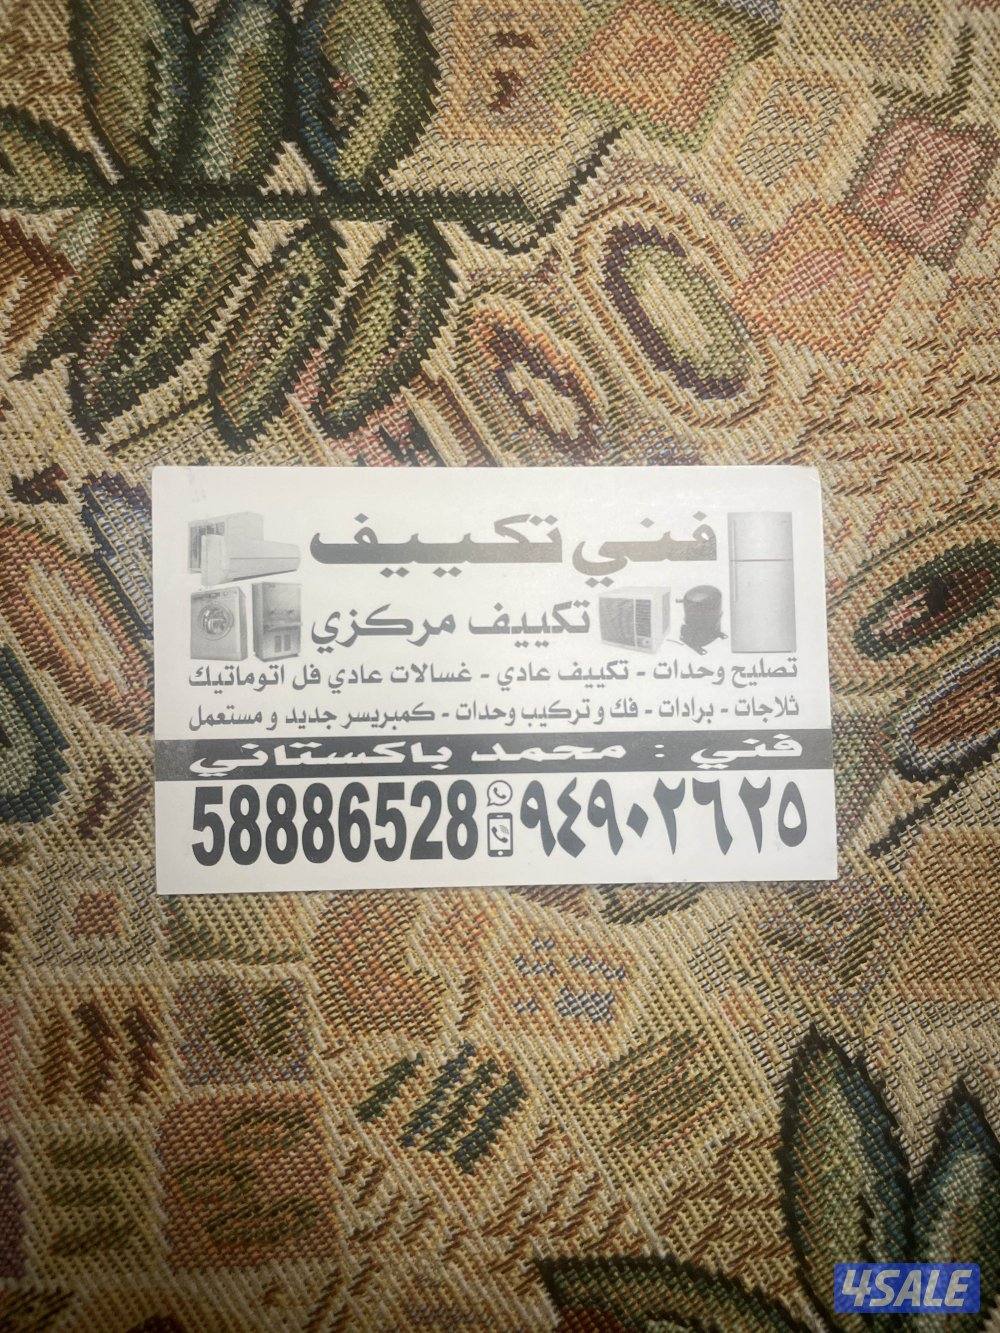 فني تكييف
تكييف مركزي
تصليح وحدات - تكييف عادي - غسالات عادي فل اتوماتيك
ثلاجات - برادات - فك و تركيب وحدات - كمبريسر جديد و مستعمل
فني : محمد باكستاني
58886528 ٩٤٩٠٢٦٢٥
4SALE